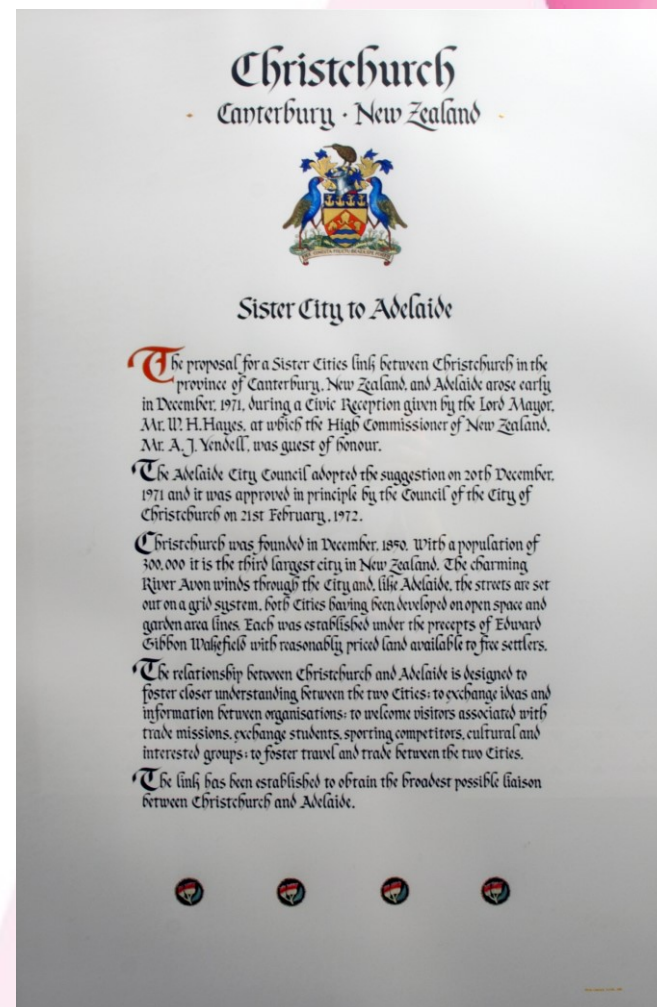 Christchurch
Canterbury · New Zealand
Sister City to Adelaide
The proposal for a Sister Cities link between Christchurch in the
province of Canterbury, New Zealand, and Adelaide arose early
in December, 1971, during a Civic Reception given by the Lord Mayor,
Mr. W. H. Hayes, at which the High Commissioner of New Zealand,
Mr. A. J. Yendell, was guest of honour.
The Adelaide City Council adopted the suggestion on 20th December,
1971 and it was approved in principle by the Council of the City of
Christchurch on 21st February, 1972.
Christchurch was founded in December, 1850. With a population of
300,000 it is the third largest city in New Zealand. The charming
River Avon winds through the City and, like Adelaide, the streets are set
out on a grid system, both Cities having been developed on open space and
garden area lines. Each was established under the precepts of Edward
Gibbon Wakefield with reasonably priced land available to free settlers.
The relationship between Christchurch and Adelaide is designed to
foster closer understanding between the two Cities: to exchange ideas and
information between organisations: to welcome visitors associated with
trade missions, exchange students, sporting competitors, cultural and
interested groups: to foster travel and trade between the two Cities.
The link has been established to obtain the broadest possible liaison
between Christchurch and Adelaide.